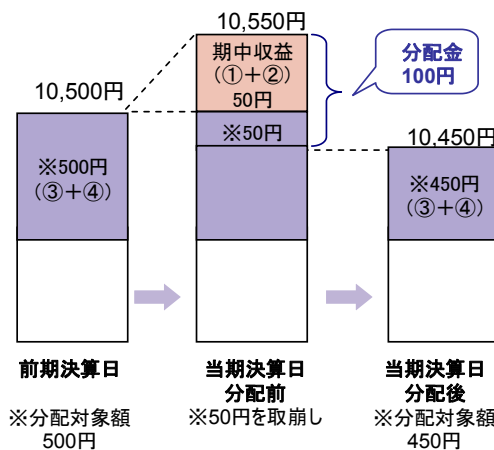 10,550円
期中収益
(①+②)
50円
分配金
100円
10,500円
※50円
10,450円
※500円
(③+④)
※450円
(③+④)
前期決算日
当期決算日
分配前
当期決算日
分配後
※分配対象額
500円
※50円を取崩し
※分配対象額
450円